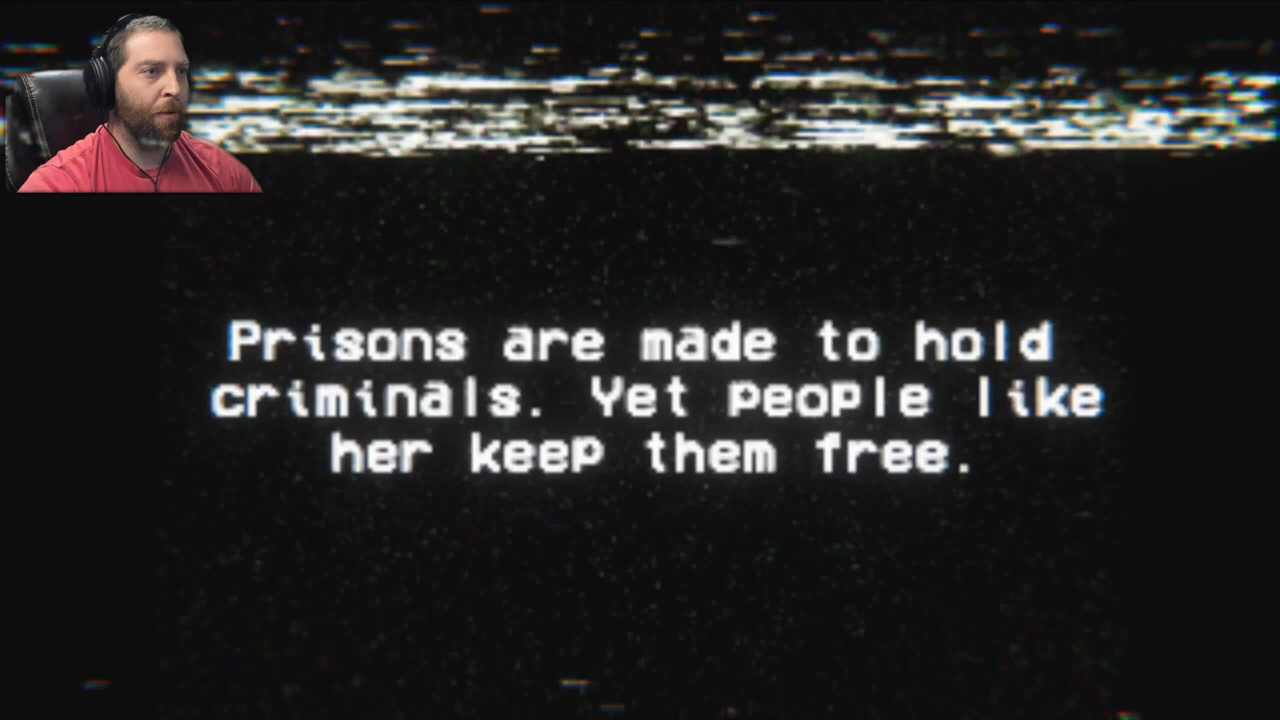 Prisons are made to hold
criminals. Yet people like
her keep them free.